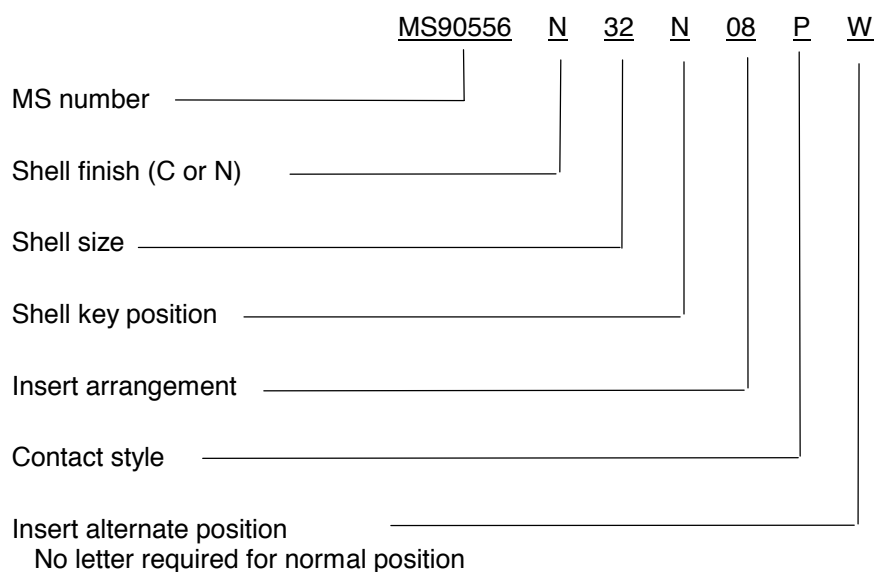 MS90556 N 32 N 08 P W
MS number
Shell finish (C or N)
Shell size
Shell key position
Insert arrangement
Contact style
Insert alternate position
No letter required for normal position